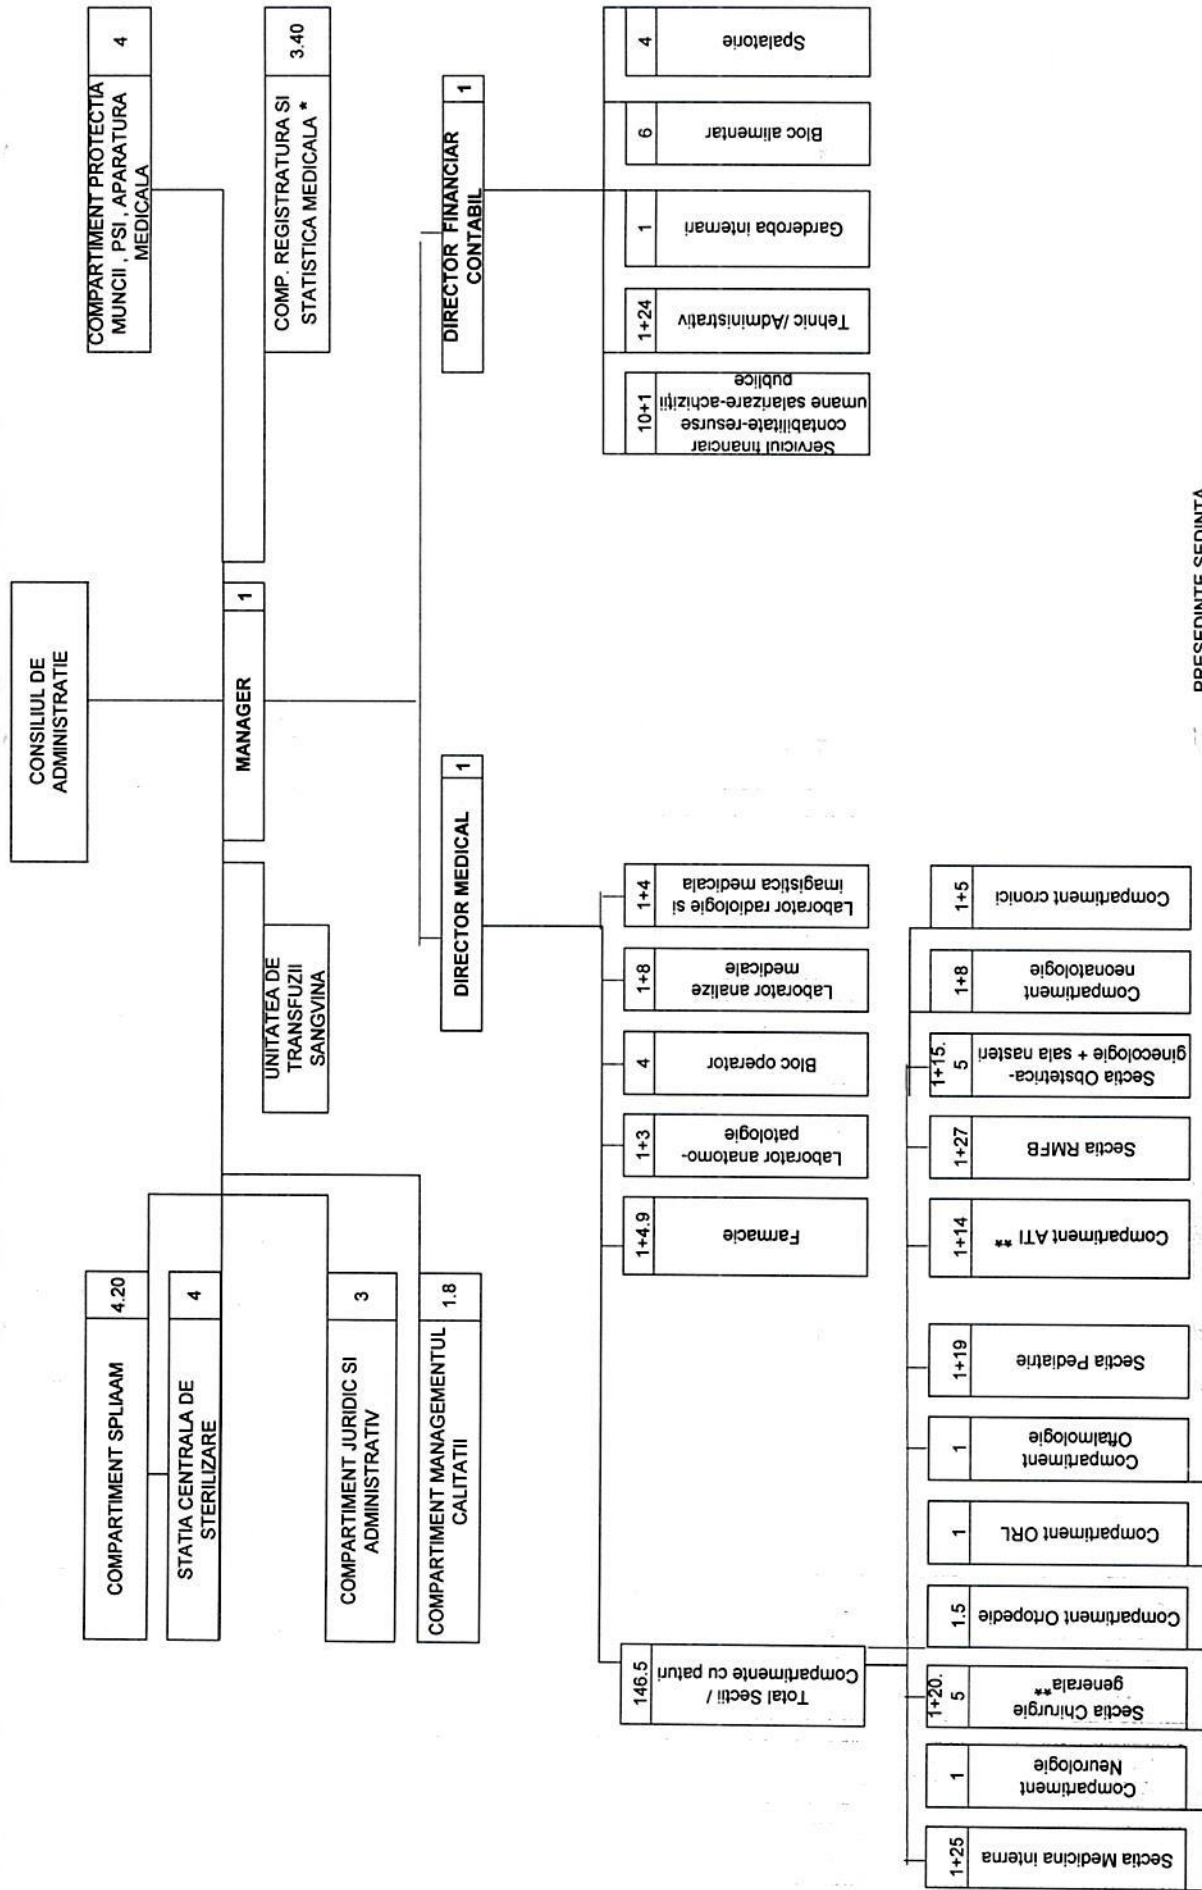 CONSILIUL DE
ADMINISTRATIE
MANAGER
1
COMPARTIMENT SPLIAAM
4.20
STATIA CENTRALA DE
STERILIZARE
4
COMPARTIMENT JURIDIC SI
ADMINISTRATIV
3
COMPARTIMENT MANAGEMENTUL
CALITATII
1.8
UNITATEA DE
TRANSFUZII
SANGVINA
COMPARTIMENT PROTECTIA
MUNCII , PSI , APARATURA
MEDICALA
4
COMP. REGISTRATURA SI
STATISTICA MEDICALA *
3.40
DIRECTOR MEDICAL
1
DIRECTOR FINANCIAR
CONTABIL
1
146.5
Total Sectii /
Compartimente cu paturi
1+4.9
Farmacie
1+3
Laborator anatomo-
patologie
4
Bloc operator
1+8
Laborator analize
medicale
1+4
Laborator radiologie si
imagistica medicala
10+1
Serviciul financiar
contabilitate-resurse
umane salarizare-achiziții
publice
1+24
Tehnic /Administrativ
1
Garderoba internari
6
Bloc alimentar
4
Spalatorie
1+25
Sectia Medicina interna
1
Compartiment
Neurologie
1+20.
5
Sectia Chirurgie
generala**
1.5
Compartiment Ortopedie
1
Compartiment ORL
1
Compartiment
Oftalmologie
1+19
Sectia Pediatrie
1+14
Compartiment ATI **
1+27
Sectia RMFB
1+15.
5
Sectia Obstetrica-
ginecologie + sala nasteri
1+8
Compartiment
neonatologie
1+5
Compartiment cronici
PRESEDINTE SEDINTA